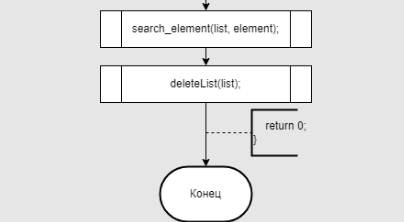 search_element(list, element);
deleteList(list);
return 0;
}
Конец